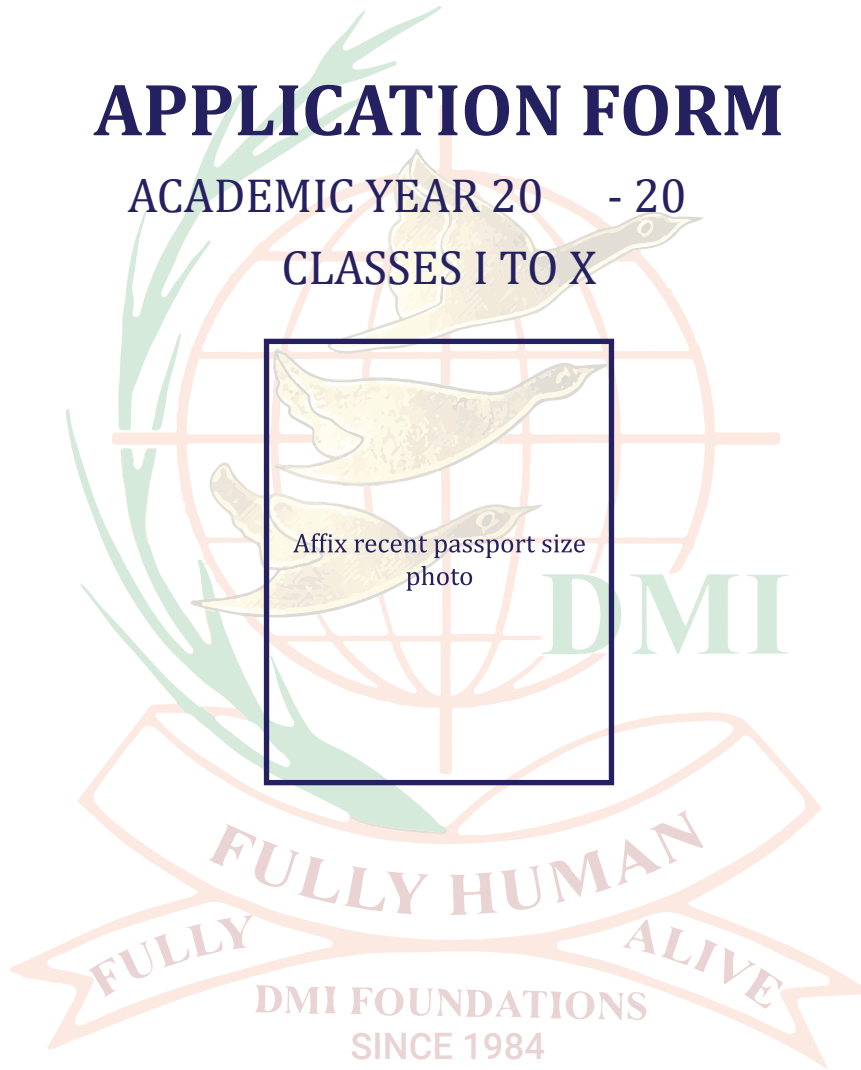 APPLICATION FORM
ACADEMIC YEAR 20 - 20
CLASSES I TO X
Affix recent passport size
photo
DMI
FULLY HUMAN
FULLY ALIVE
DMI FOUNDATIONS
SINCE 1984